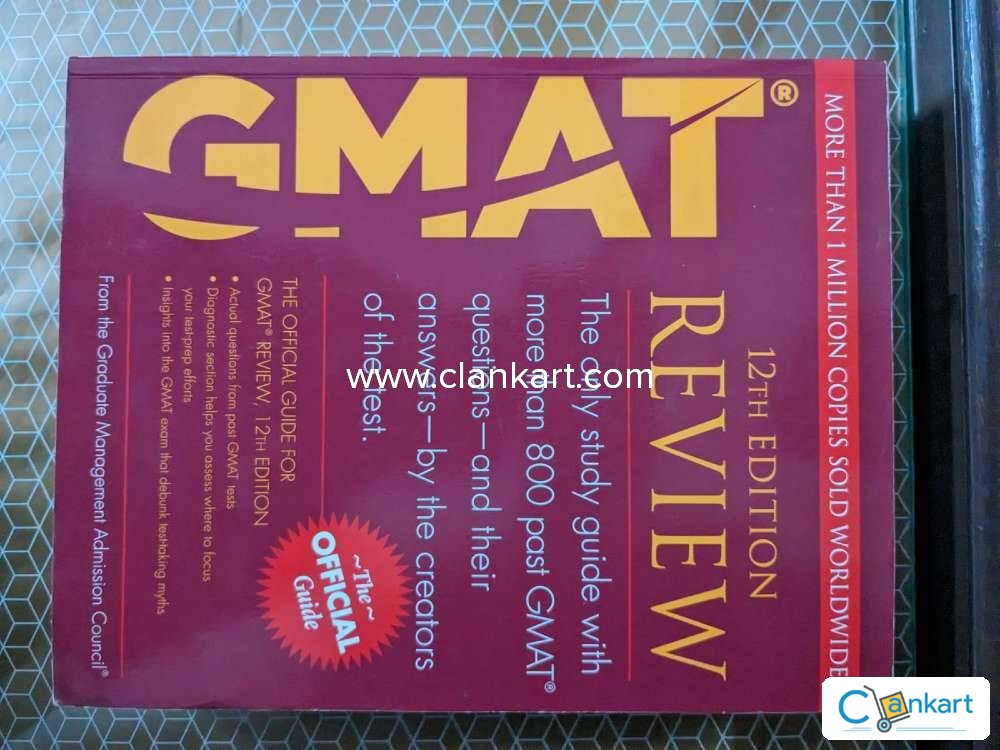 MORE THAN 1 MILLION COPIES SOLD WORLDWIDE
GMAT®
12TH EDITION
REVIEW
The only study guide with
more than 800 past GMAT®
questions—and their
answers—by the creators
of the test.
THE OFFICIAL GUIDE FOR
GMAT® REVIEW, 12TH EDITION
• Actual questions from past GMAT tests
• Diagnostic section helps you assess where to focus
your test-prep efforts
• Insights into the GMAT exam that debunk test-taking myths
~The~
OFFICIAL
Guide
From the Graduate Management Admission Council®
www.clankart.com
Clankart